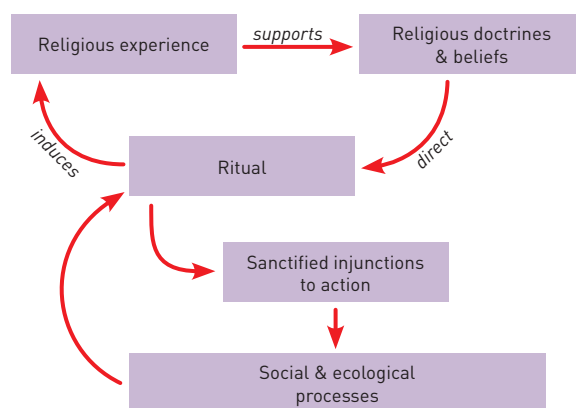 Religious experience
supports
Religious doctrines
& beliefs
induces
direct
Ritual
Sanctified injunctions
to action
Social & ecological
processes